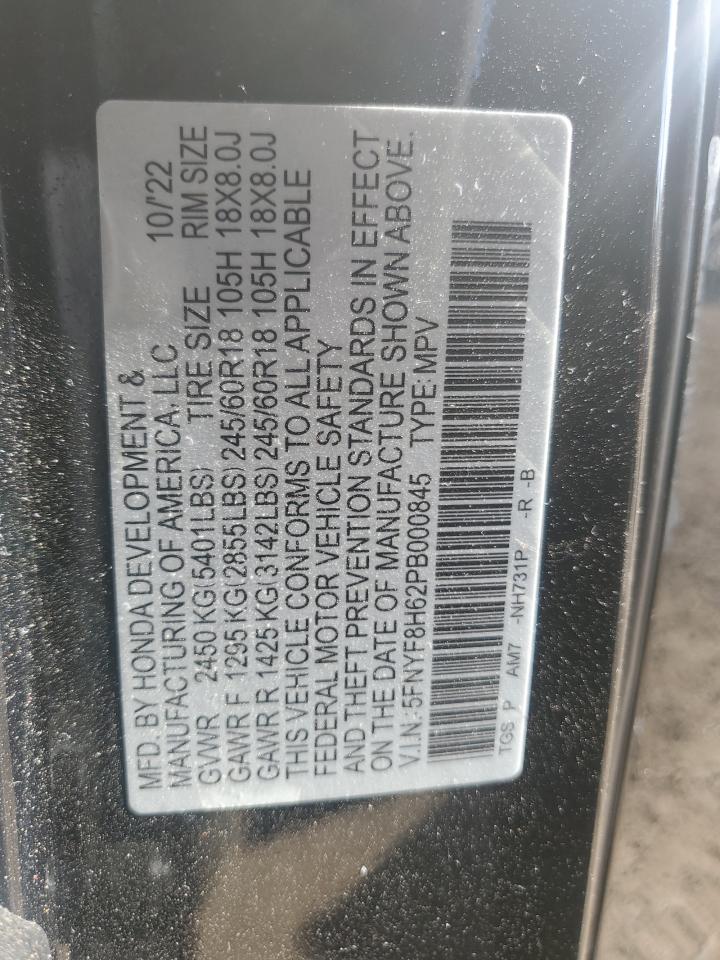 MFD. BY HONDA DEVELOPMENT & 10/'22
MANUFACTURING OF AMERICA, LLC
GVWR 2450 KG(5401LBS) TIRE SIZE RIM SIZE
GAWR F 1295 KG(2855LBS) 245/60R18 105H 18X8.0J
GAWR R 1425 KG(3142LBS) 245/60R18 105H 18X8.0J
THIS VEHICLE CONFORMS TO ALL APPLICABLE
FEDERAL MOTOR VEHICLE SAFETY
AND THEFT PREVENTION STANDARDS IN EFFECT
ON THE DATE OF MANUFACTURE SHOWN ABOVE.
V.I.N.: 5FNYF8H62PB000845 TYPE:MPV
TGS P AM7 -NH731P -R -B